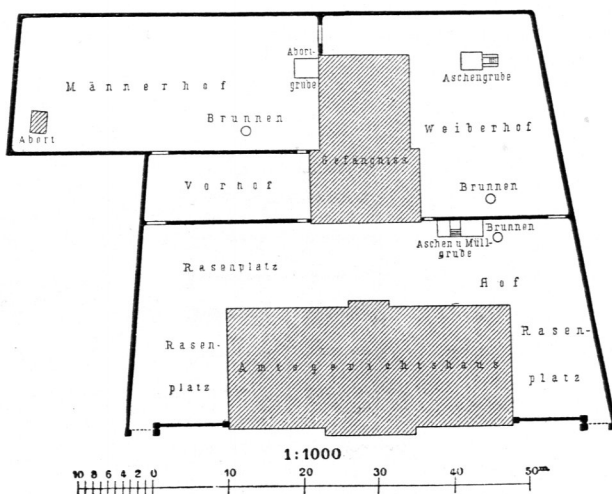 Männerhof
Abort-
grube
Aschengrube
Abort
Brunnen
Weiberhof
Gefängniss
Vorhof
Brunnen
Aschen u Müll-
grube
Brunnen
Rasenplatz
Hof
Rasen-
platz
Amtsgerichtshaus
Rasen-
platz
1:1000
10 8 6 4 2 0 10 20 30 40 50m